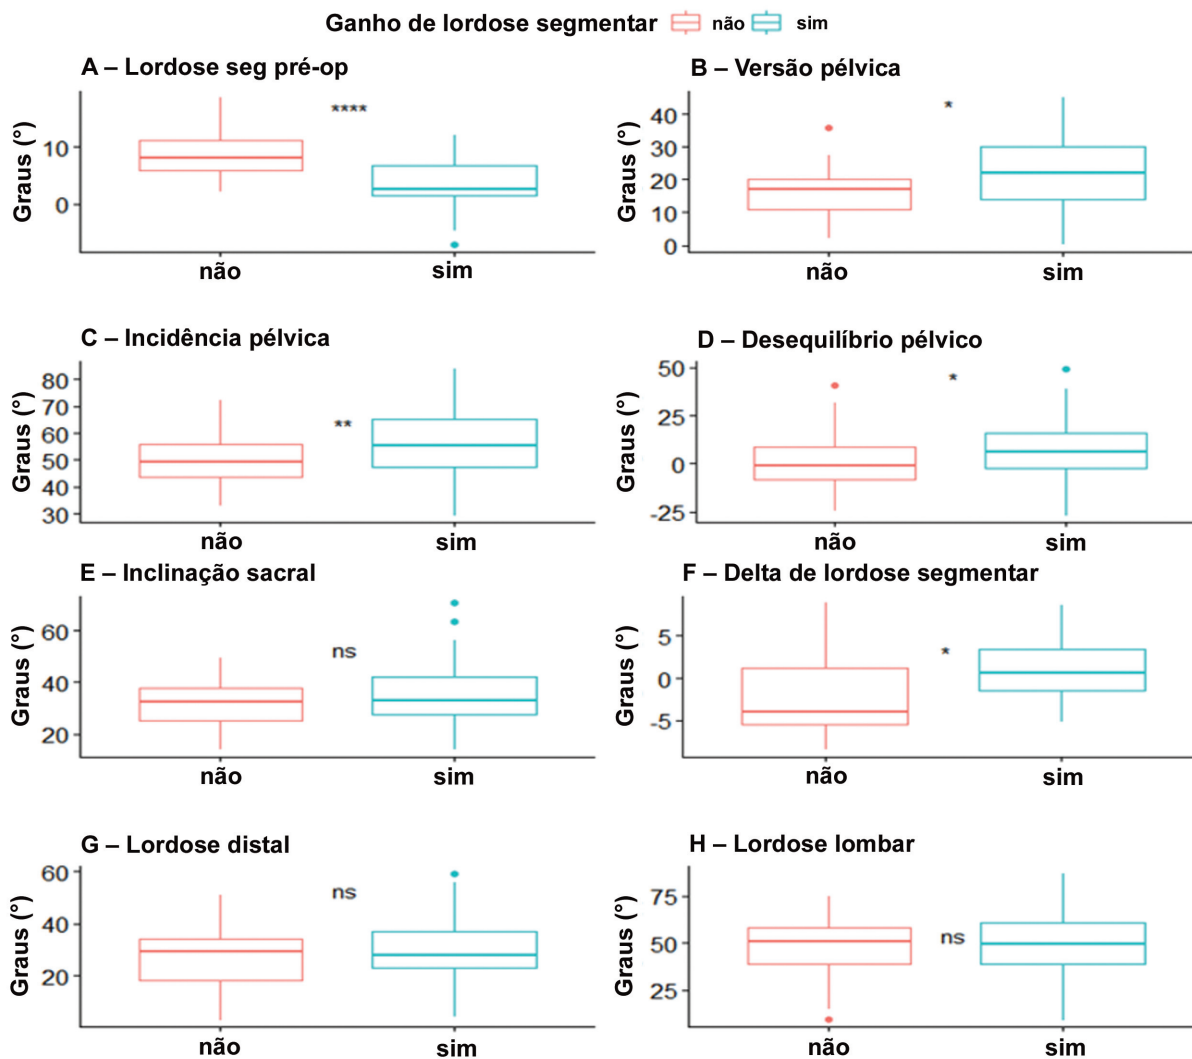 Ganho de lordose segmentar não sim
A – Lordose seg pré-op
Graus (°)
10
0
****
não sim
B – Versão pélvica
Graus (°)
40
30
20
10
0
*
não sim
C – Incidência pélvica
Graus (°)
80
70
60
50
40
30
**
não sim
D – Desequilíbrio pélvico
Graus (°)
50
25
0
-25
*
não sim
E – Inclinação sacral
Graus (°)
60
40
20
ns
não sim
F – Delta de lordose segmentar
Graus (°)
5
0
-5
*
não sim
G – Lordose distal
Graus (°)
60
40
20
ns
não sim
H – Lordose lombar
Graus (°)
75
50
25
ns
não sim